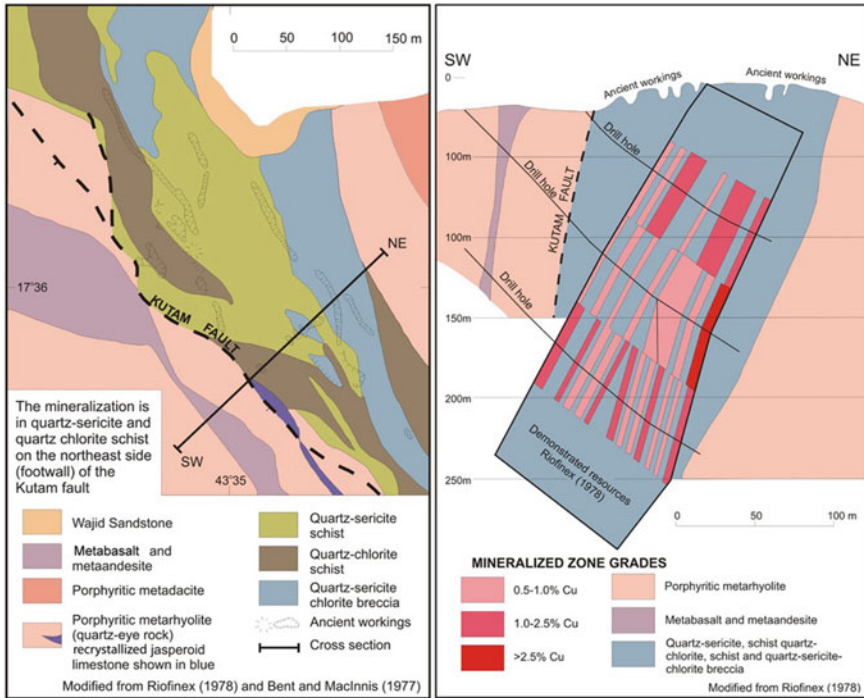 0 50 100 150 m
NE
17°36
KUTAM FAULT
The mineralization is
in quartz-sericite and
quartz chlorite schist
on the northeast side
(footwall) of the
Kutam fault
SW
43°35
Wajid Sandstone
Metabasalt and
metaandesite
Porphyritic metadacite
Porphyritic metarhyolite
(quartz-eye rock)
recrystallized jasperoid
limestone shown in blue
Quartz-sericite
schist
Quartz-chlorite
schist
Quartz-sericite
chlorite breccia
Ancient workings
Cross section
Modified from Riofinex (1978) and Bent and MacInnis (1977)
SW
NE
0
Ancient workings
Ancient workings
Drill hole
100m
Drill hole
KUTAM FAULT
100m
Drill hole
150m
200m
Demonstrated resources
Riofinex (1978)
250m
0 50 100 m
MINERALIZED ZONE GRADES
0.5-1.0% Cu
1.0-2.5% Cu
>2.5% Cu
Porphyritic metarhyolite
Metabasalt and metaandesite
Quartz-sericite, schist quartz-
chlorite, schist and quartz-sericite-
chlorite breccia
Modified from Riofinex (1978)